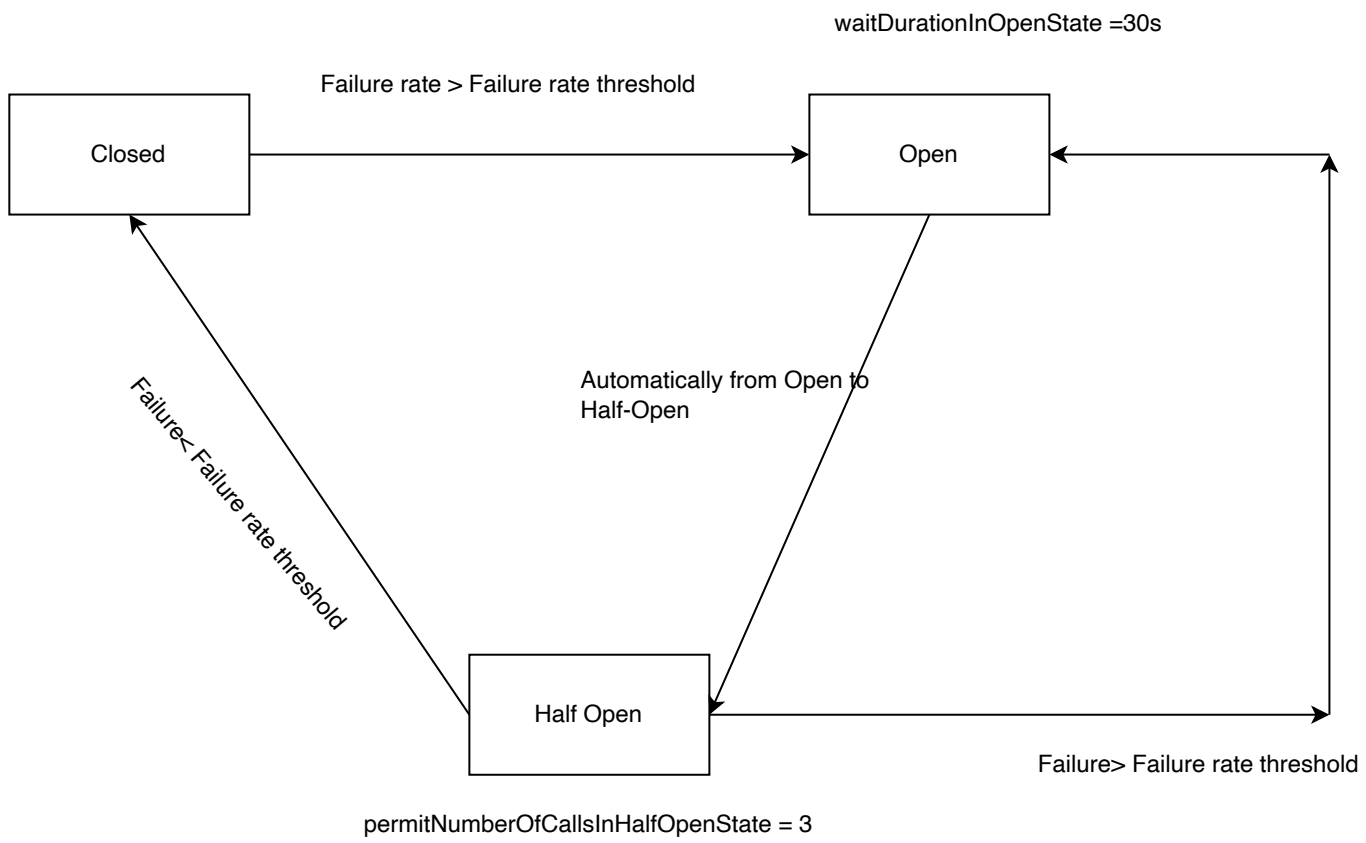 waitDurationInOpenState =30s
Failure rate > Failure rate threshold
Closed
Open
Automatically from Open to
Half-Open
Failure< Failure rate threshold
Half Open
Failure> Failure rate threshold
permitNumberOfCallsInHalfOpenState = 3